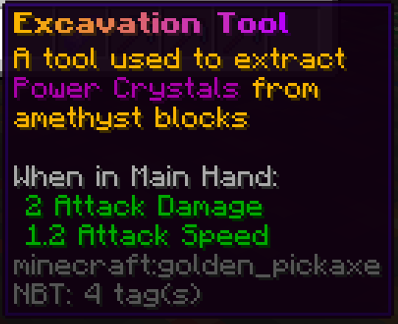 Excavation Tool
A tool used to extract
Power Crystals from
amethyst blocks
When in Main Hand:
2 Attack Damage
1.2 Attack Speed
minecraft:golden_pickaxe
NBT: 4 tag(s)